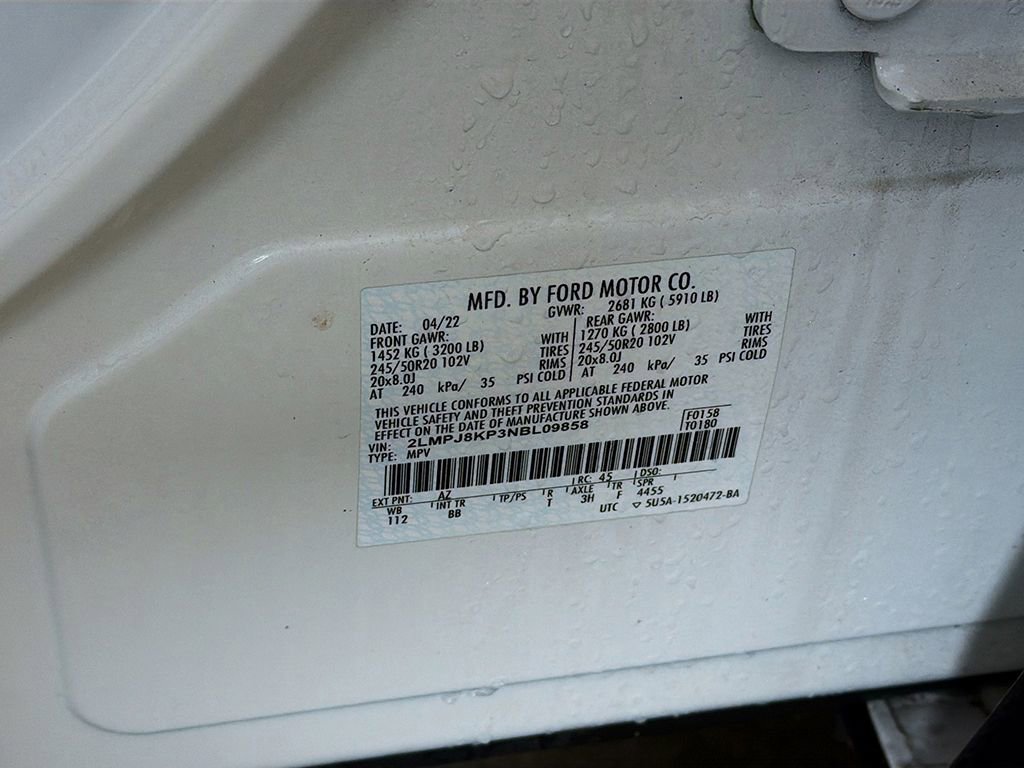 MFD. BY FORD MOTOR CO.
DATE: 04/22 GVWR: 2681 KG ( 5910 LB)
FRONT GAWR: REAR GAWR:
1452 KG ( 3200 LB) WITH 1270 KG ( 2800 LB) WITH
245/50R20 102V TIRES 245/50R20 102V TIRES
20x8.0J RIMS 20x8.0J RIMS
AT 240 kPa/ 35 PSI COLD AT 240 kPa/ 35 PSI COLD
THIS VEHICLE CONFORMS TO ALL APPLICABLE FEDERAL MOTOR
VEHICLE SAFETY AND THEFT PREVENTION STANDARDS IN
EFFECT ON THE DATE OF MANUFACTURE SHOWN ABOVE.
VIN: 2LMPJ8KP3NBL09858 F0158
TYPE: MPV T0180
EXT PNT: AZ RC: 45 DSO:
WB INT TR TP/PS R AXLE TR SPR
112 BB T 3H F 4455
UTC ▽ 5U5A-1520472-BA